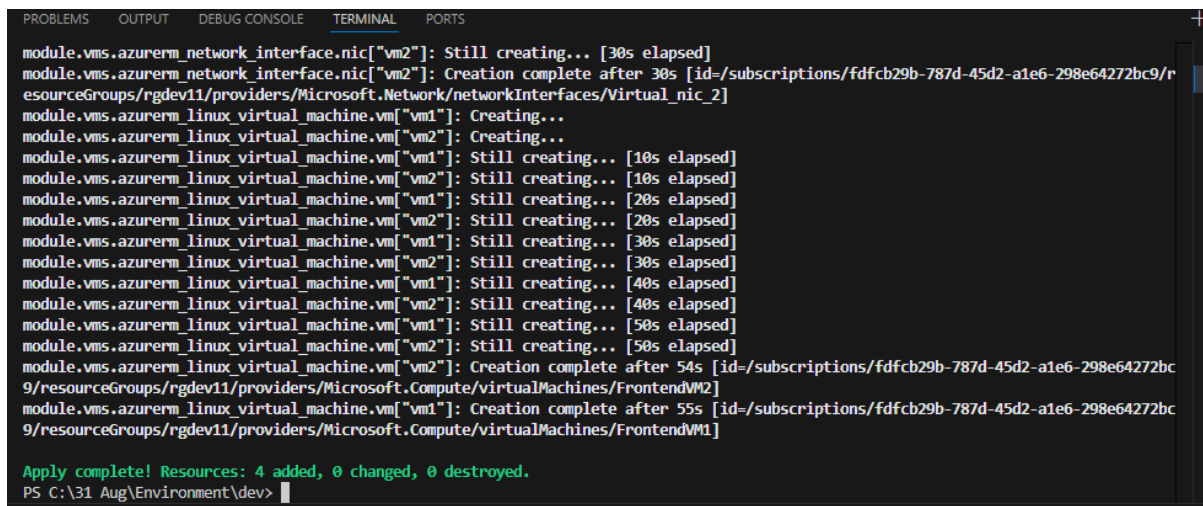 PROBLEMS OUTPUT DEBUG CONSOLE TERMINAL PORTS
module.vms.azurerm_network_interface.nic["vm2"]: Still creating... [30s elapsed]
module.vms.azurerm_network_interface.nic["vm2"]: Creation complete after 30s [id=/subscriptions/fdfcb29b-787d-45d2-a1e6-298e64272bc9/r
esourceGroups/rgdev11/providers/Microsoft.Network/networkInterfaces/Virtual_nic_2]
module.vms.azurerm_linux_virtual_machine.vm["vm1"]: Creating...
module.vms.azurerm_linux_virtual_machine.vm["vm2"]: Creating...
module.vms.azurerm_linux_virtual_machine.vm["vm1"]: Still creating... [10s elapsed]
module.vms.azurerm_linux_virtual_machine.vm["vm2"]: Still creating... [10s elapsed]
module.vms.azurerm_linux_virtual_machine.vm["vm1"]: Still creating... [20s elapsed]
module.vms.azurerm_linux_virtual_machine.vm["vm2"]: Still creating... [20s elapsed]
module.vms.azurerm_linux_virtual_machine.vm["vm1"]: Still creating... [30s elapsed]
module.vms.azurerm_linux_virtual_machine.vm["vm2"]: Still creating... [30s elapsed]
module.vms.azurerm_linux_virtual_machine.vm["vm1"]: Still creating... [40s elapsed]
module.vms.azurerm_linux_virtual_machine.vm["vm2"]: Still creating... [40s elapsed]
module.vms.azurerm_linux_virtual_machine.vm["vm1"]: Still creating... [50s elapsed]
module.vms.azurerm_linux_virtual_machine.vm["vm2"]: Still creating... [50s elapsed]
module.vms.azurerm_linux_virtual_machine.vm["vm2"]: Creation complete after 54s [id=/subscriptions/fdfcb29b-787d-45d2-a1e6-298e64272bc
9/resourceGroups/rgdev11/providers/Microsoft.Compute/virtualMachines/FrontendVM2]
module.vms.azurerm_linux_virtual_machine.vm["vm1"]: Creation complete after 55s [id=/subscriptions/fdfcb29b-787d-45d2-a1e6-298e64272bc
9/resourceGroups/rgdev11/providers/Microsoft.Compute/virtualMachines/FrontendVM1]
Apply complete! Resources: 4 added, 0 changed, 0 destroyed.
PS C:\31 Aug\Environment\dev>